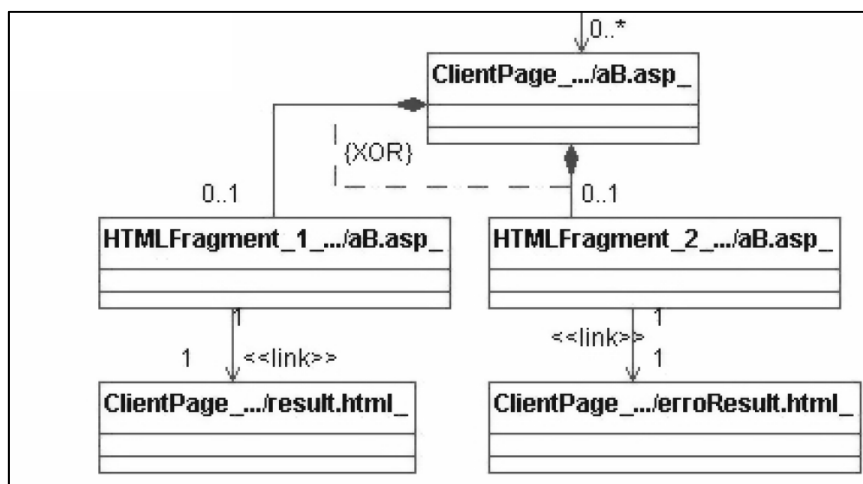 0..*
ClientPage_.../aB.asp_
{XOR}
0..1
0..1
HTMLFragment_1_.../aB.asp_
HTMLFragment_2_.../aB.asp_
1
1
1
<<link>>
<<link>>
1
ClientPage_.../result.html_
ClientPage_.../erroResult.html_